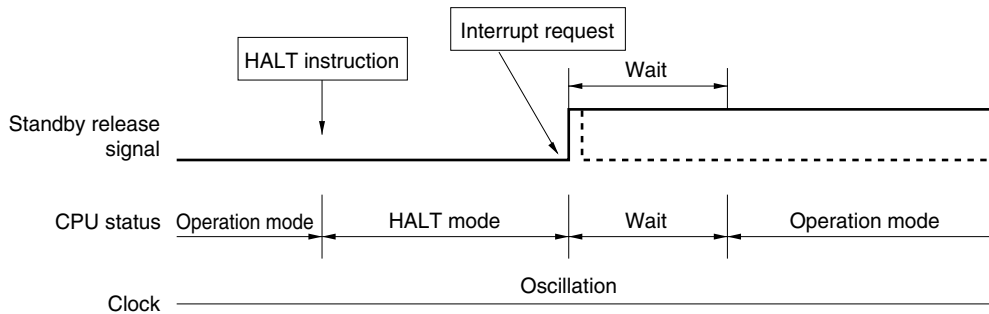 Interrupt request
HALT instruction
Wait
Standby release
signal
CPU status
Operation mode
HALT mode
Wait
Operation mode
Oscillation
Clock